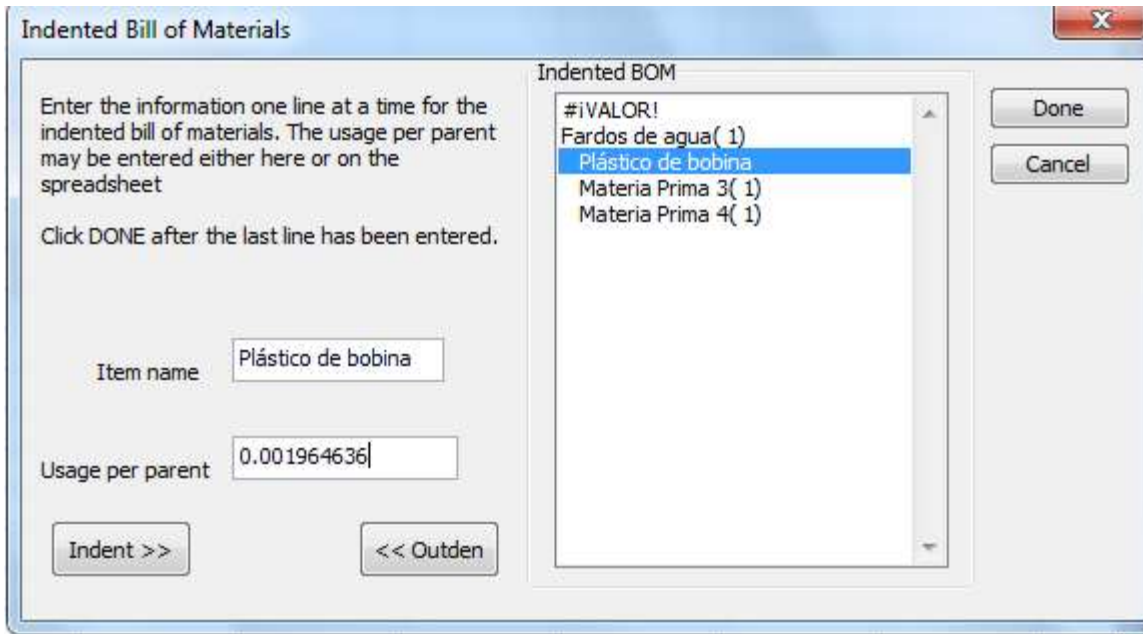 Indented Bill of Materials
Enter the information one line at a time for the
indented bill of materials. The usage per parent
may be entered either here or on the
spreadsheet
Click DONE after the last line has been entered.
Item name
Plástico de bobina
Usage per parent
0.001964636
Indent >>
<< Outden
Indented BOM
#¡VALOR!
Fardos de agua( 1)
Plástico de bobina
Materia Prima 3( 1)
Materia Prima 4( 1)
Done
Cancel